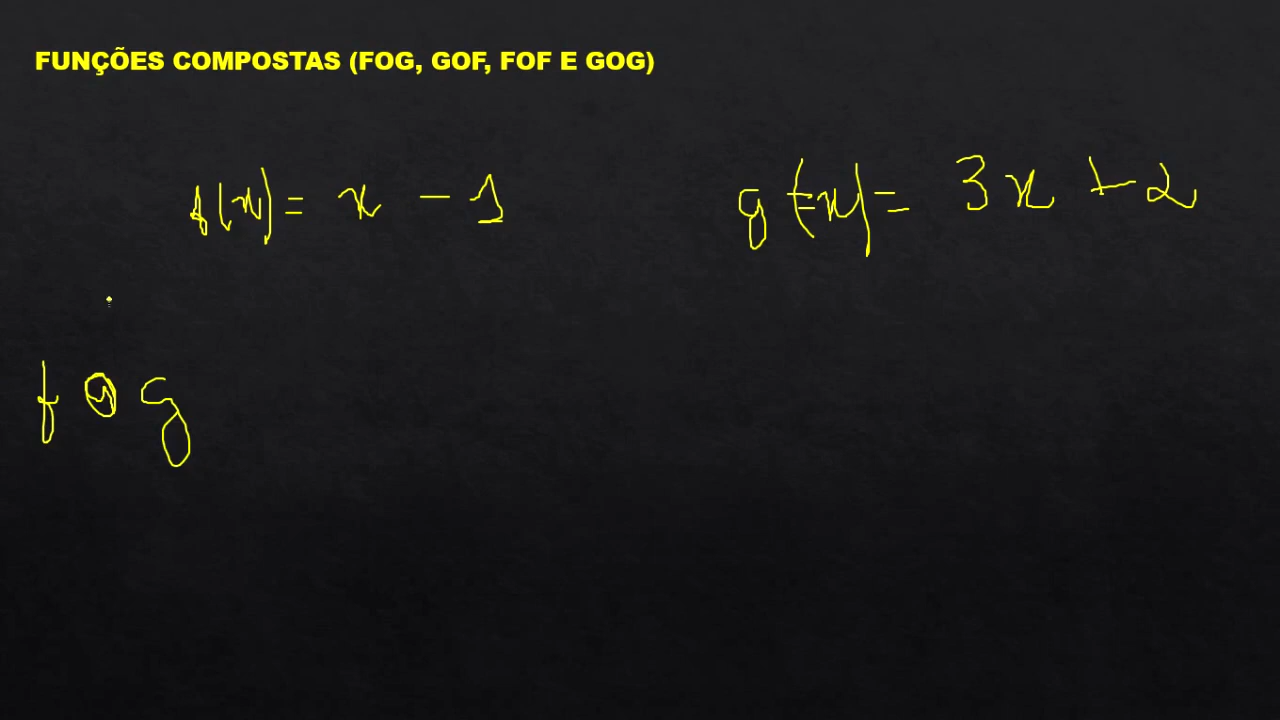 FUNÇÕES COMPOSTAS (FOG, GOF, FOF E GOG)
f(x) = x - 1 g(x) = 3x + 2
f o g